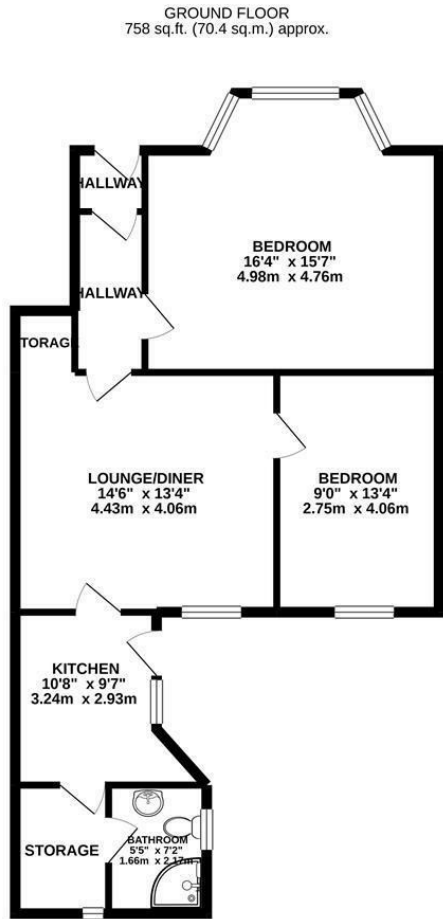 GROUND FLOOR
758 sq.ft. (70.4 sq.m.) approx.
HALLWAY
BEDROOM
16'4" x 15'7"
4.98m x 4.76m
HALLWAY
TORAGE
LOUNGE/DINER
14'6" x 13'4"
4.43m x 4.06m
BEDROOM
9'0" x 13'4"
2.75m x 4.06m
KITCHEN
10'8" x 9'7"
3.24m x 2.93m
STORAGE
BATHROOM
5'5" x 7'2"
1.66m x 2.17m